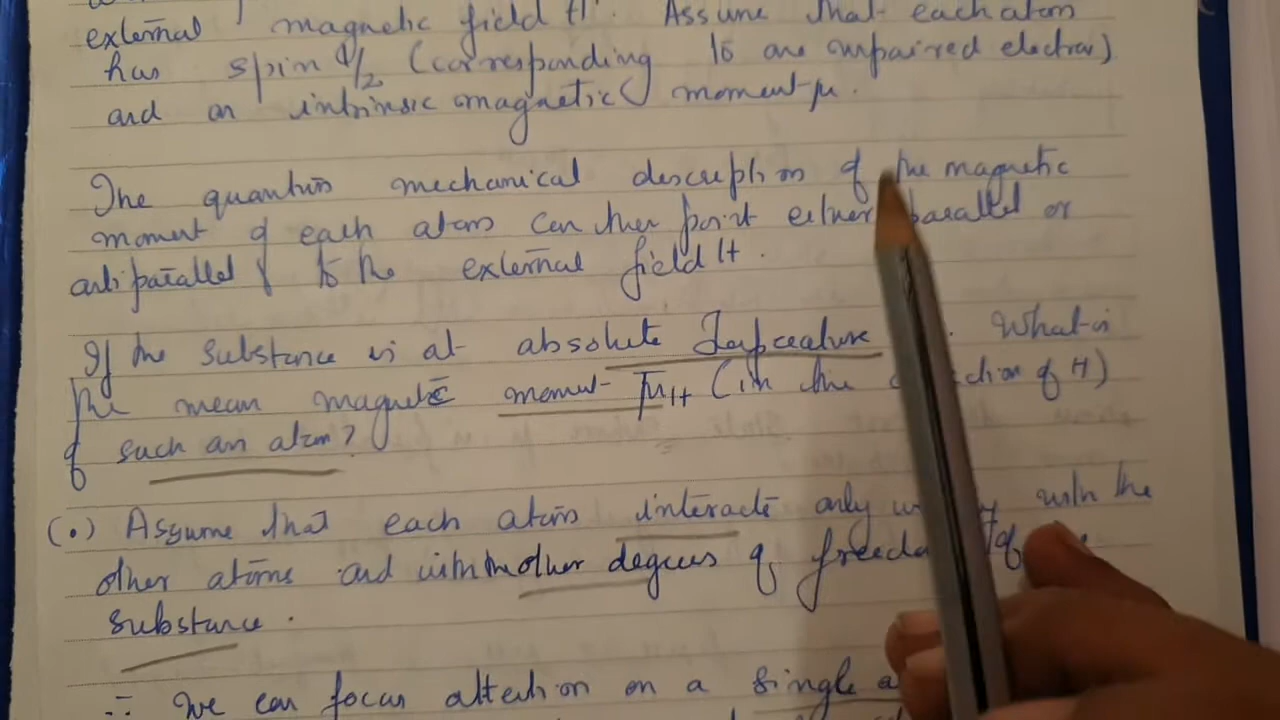 external magnetic field H. Assume that each atom
has spin 1/2 (corresponding to one unpaired electron)
and an intrinsic magnetic moment μ.
The quantum mechanical description of the magnetic
moment of each atom can then point either parallel or
antiparallel to the external field H.
If the substance is at absolute Temperature . What is
the mean magnetic moment μ̄H (in the ction of H)
of such an atom?
(.) Assume that each atom interacts only with the
other atoms and with the other degrees of freedo of
substance.
∴ We can focus attention on a single a